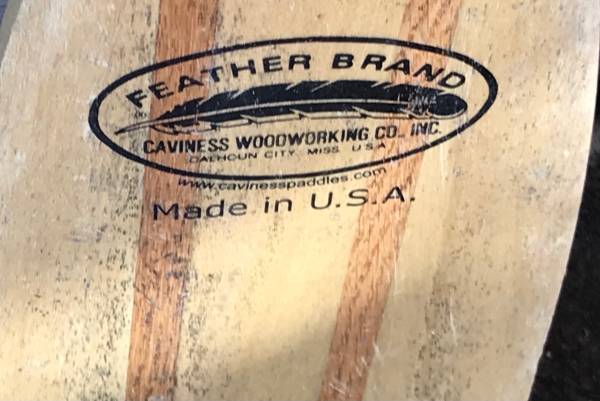 FEATHER BRAND
CAVINESS WOODWORKING CO., INC.
CALHOUN CITY, MISS. U S A
www.cavinesspaddles.com
Made in U.S.A.